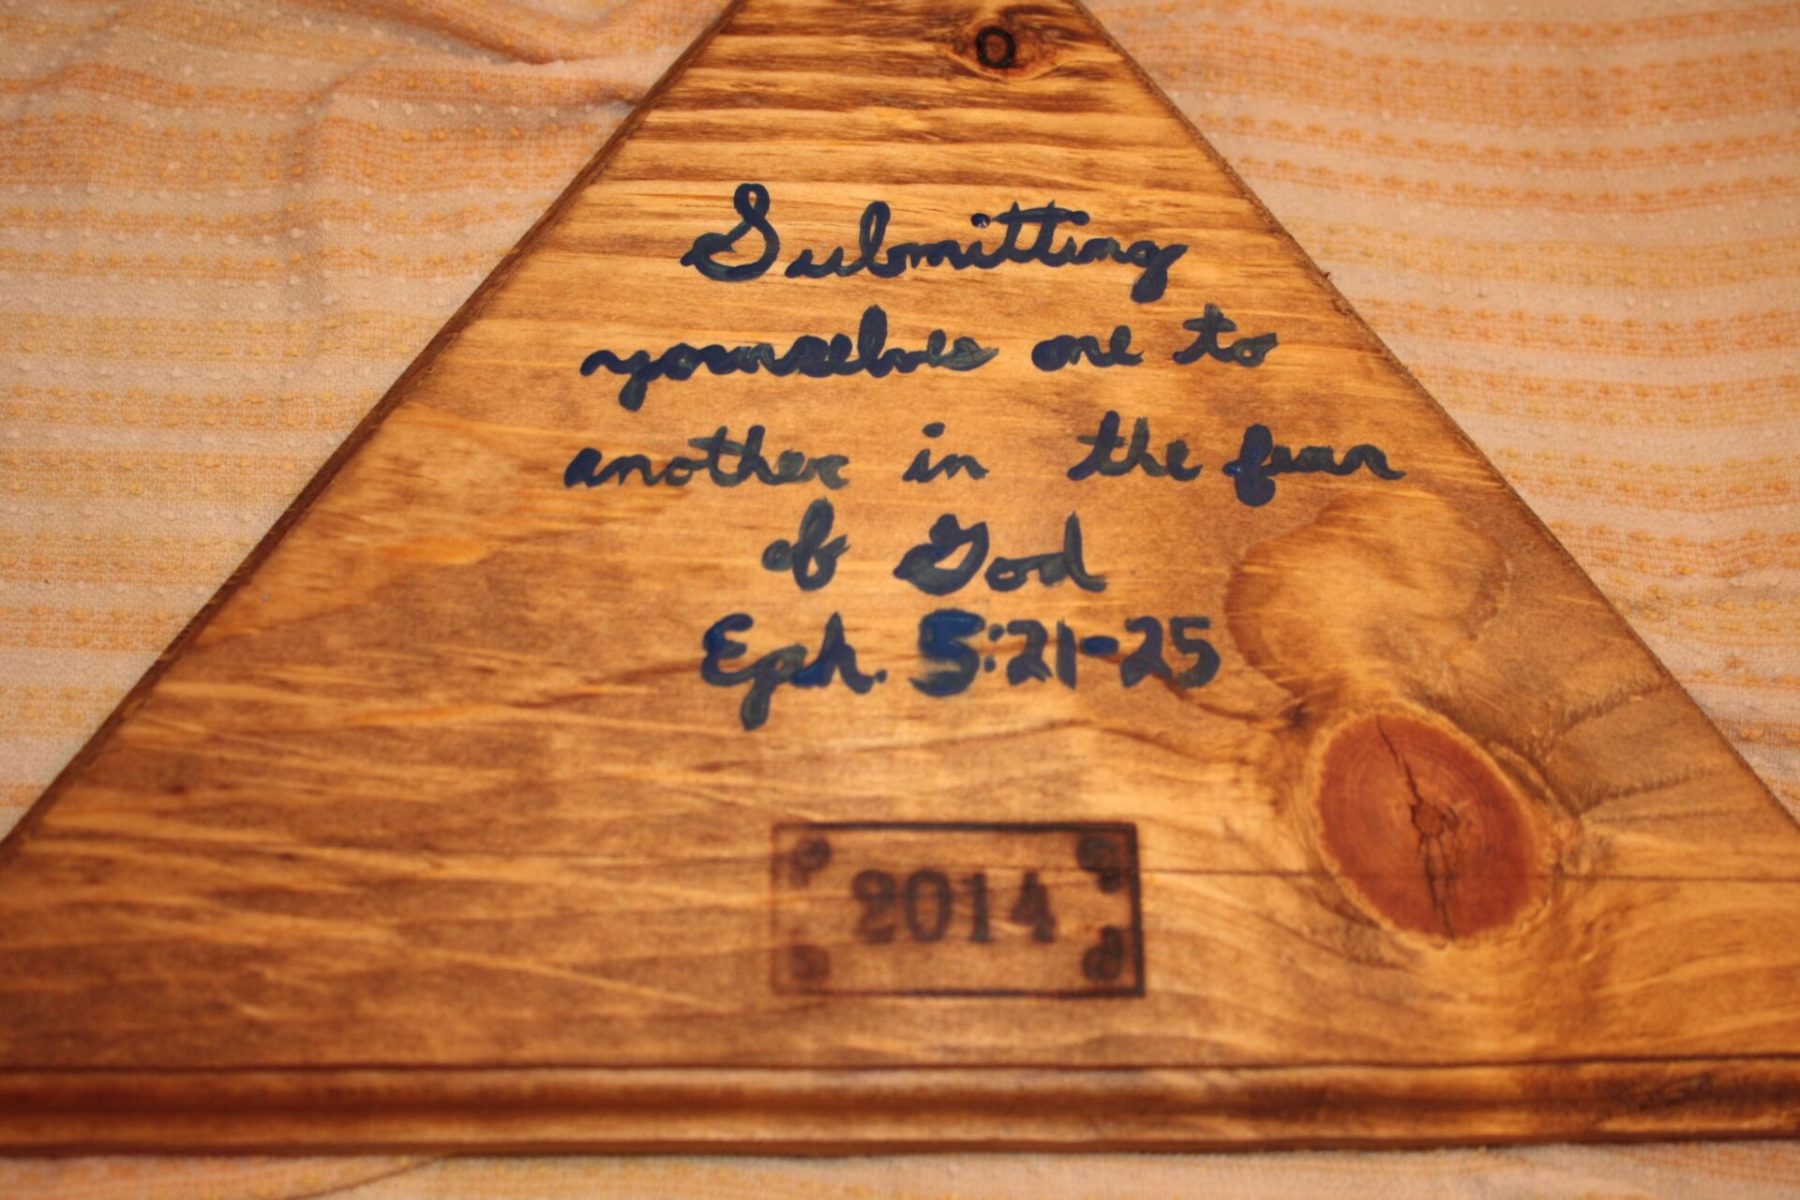 Submitting
yourselves one to
another in the fear
of God
Eph. 5:21-25
2014